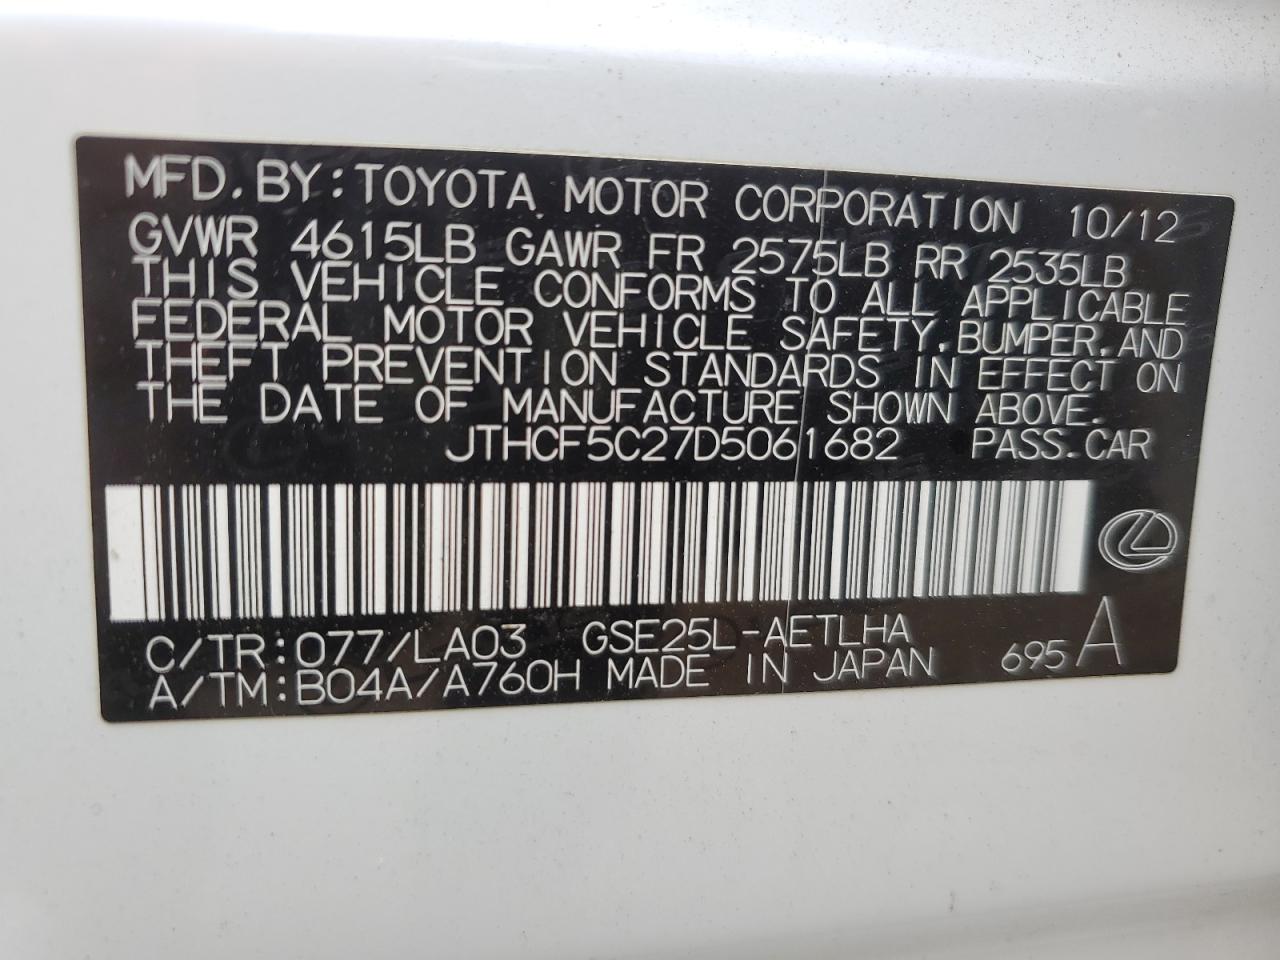 MFD. BY: TOYOTA MOTOR CORPORATION 10/12
GVWR 4615LB GAWR FR 2575LB RR 2535LB
THIS VEHICLE CONFORMS TO ALL APPLICABLE
FEDERAL MOTOR VEHICLE SAFETY, BUMPER, AND
THEFT PREVENTION STANDARDS IN EFFECT ON
THE DATE OF MANUFACTURE SHOWN ABOVE.
JTHCF5C27D5061682 PASS. CAR
C/TR: 077/LA03 GSE25L-AETLHA
A/TM: B04A/A760H MADE IN JAPAN 695 A